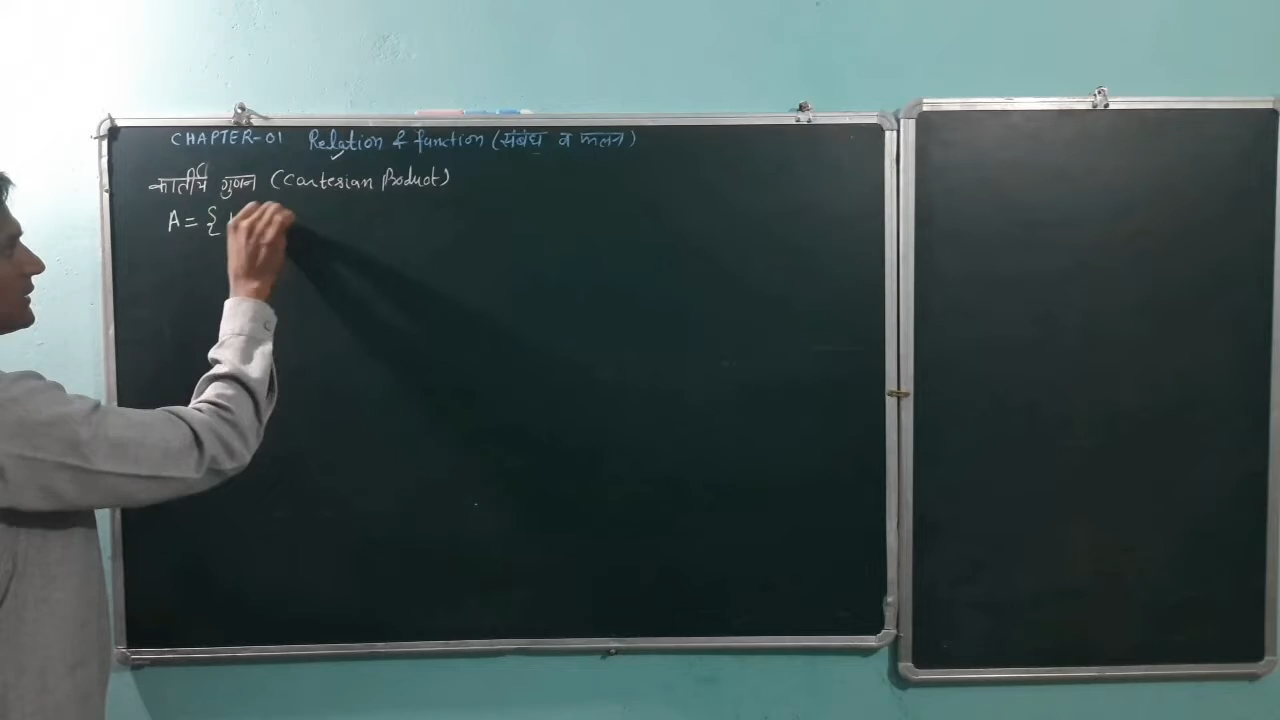 CHAPTER-01 Relation & function (संबंध व फलन)
कार्तीय गुणन (Cartesian Product)
A = {